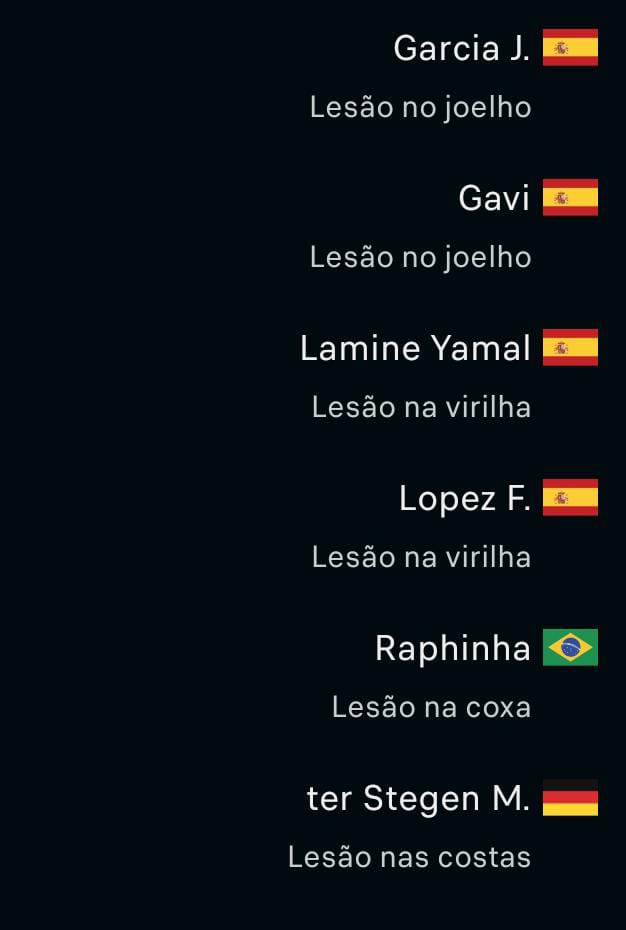 Garcia J.
Lesão no joelho
Gavi
Lesão no joelho
Lamine Yamal
Lesão na virilha
Lopez F.
Lesão na virilha
Raphinha
Lesão na coxa
ter Stegen M.
Lesão nas costas